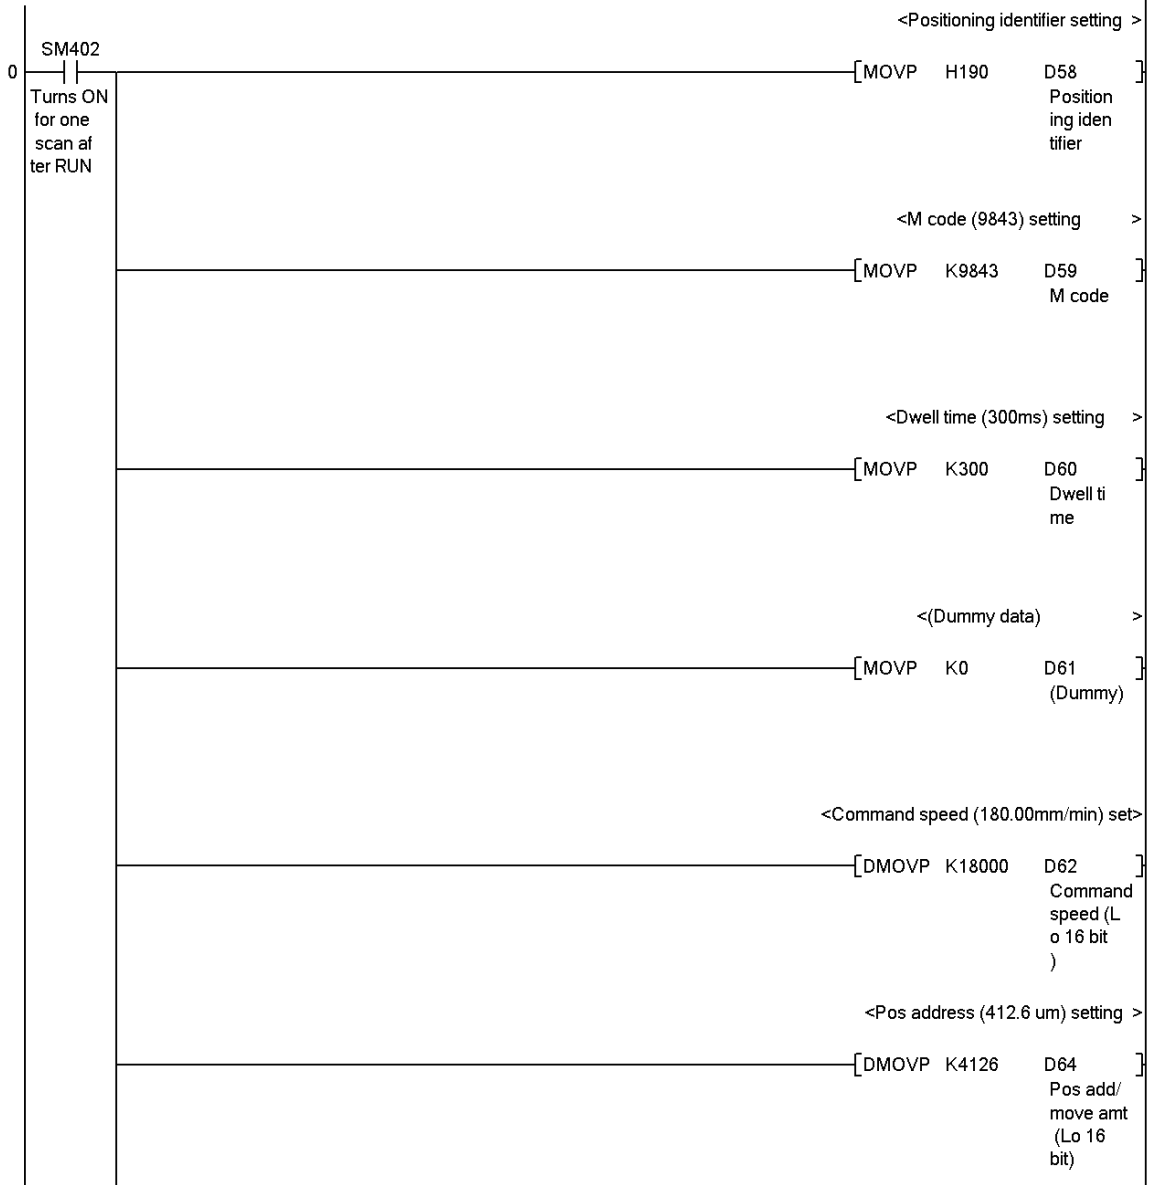 <Positioning identifier setting >
SM402
0
[MOVP H190 D58 ]
Turns ON
for one
scan af
ter RUN
Position
ing iden
tifier
<M code (9843) setting >
[MOVP K9843 D59 ]
M code
<Dwell time (300ms) setting >
[MOVP K300 D60 ]
Dwell ti
me
<(Dummy data) >
[MOVP K0 D61 ]
(Dummy)
<Command speed (180.00mm/min) set>
[DMOVP K18000 D62 ]
Command
speed (L
o 16 bit
)
<Pos address (412.6 um) setting >
[DMOVP K4126 D64 ]
Pos add/
move amt
(Lo 16
bit)